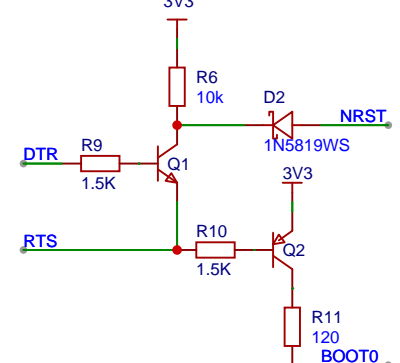 3V3
R6
10k
D2
NRST
1N5819WS
DTR
R9
Q1
1.5K
3V3
RTS
R10
Q2
1.5K
R11
120
BOOT0